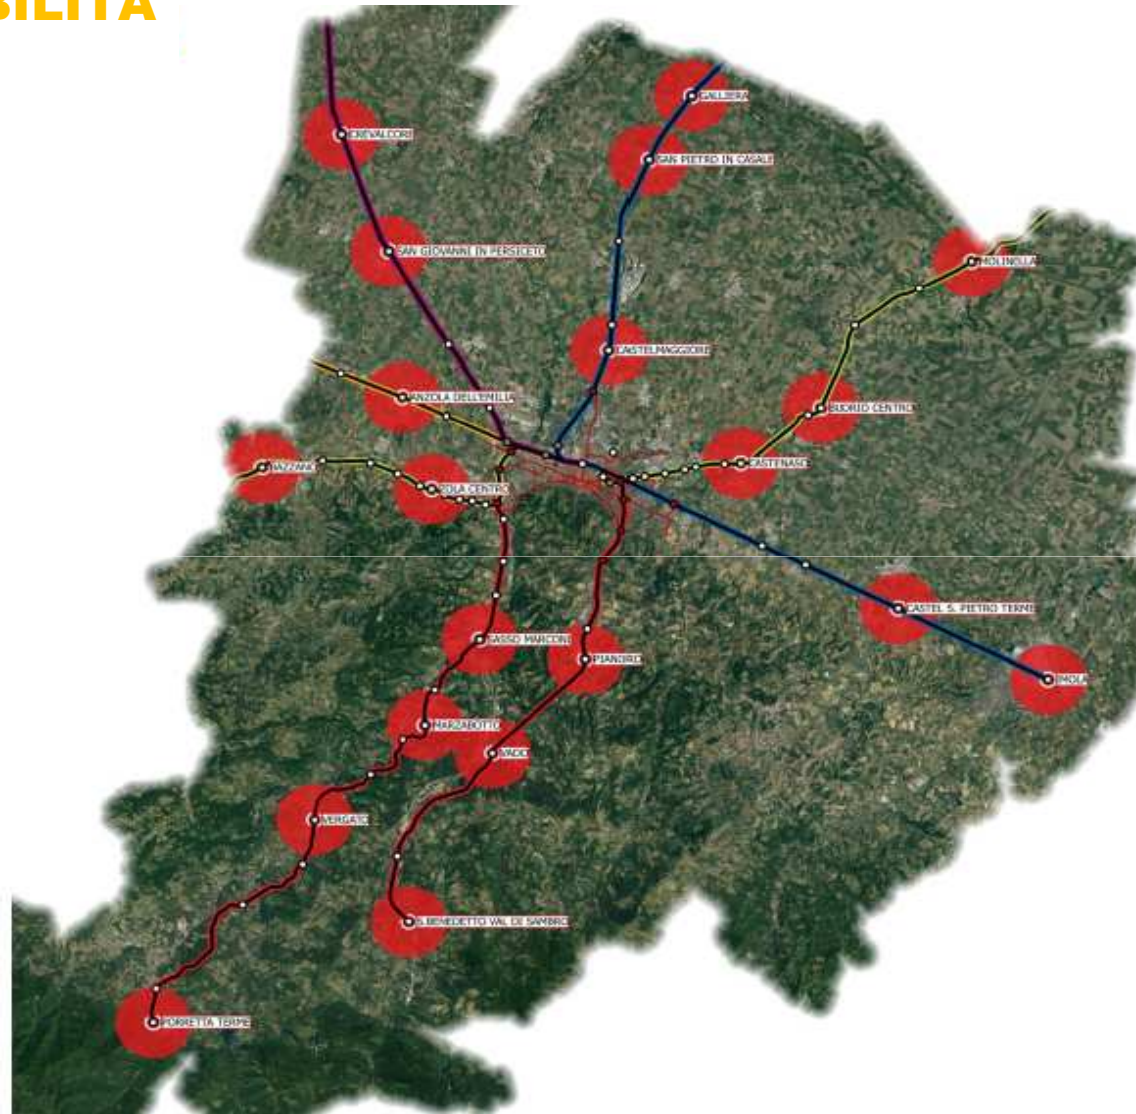 BILITÀ
GALLIERA
CREVALCORE
SAN PIETRO IN CASALE
SAN GIOVANNI IN PERSICETO
MOLINELLA
CASTELMAGGIORE
ANZOLA DELL'EMILIA
BUDRIO CENTRO
BAZZANO
CASTENASO
ZOLA CENTRO
CASTEL S. PIETRO TERME
SASSO MARCONI
PIANORO
IMOLA
MARZABOTTO
VADO
VERGATO
S.BENEDETTO VAL DI SAMBRO
PORRETTA TERME